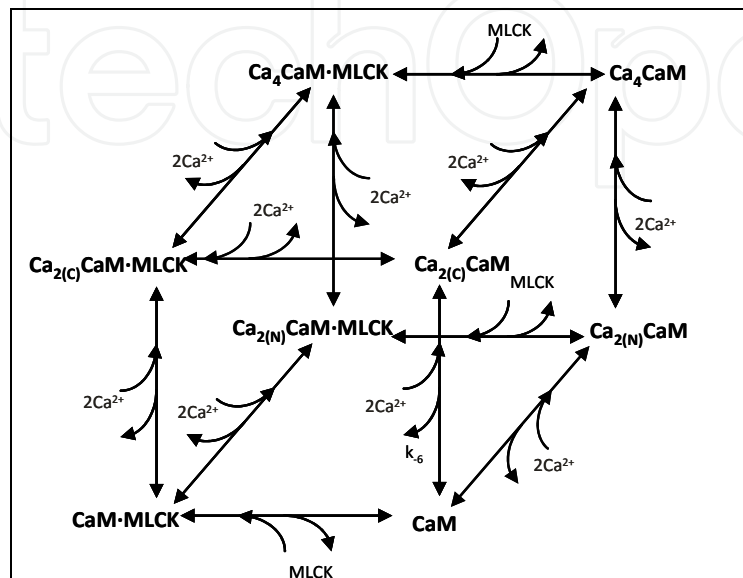 techOp
MLCK
Ca₄CaM·MLCK
Ca₄CaM
2Ca²⁺
2Ca²⁺
2Ca²⁺
2Ca²⁺
2Ca²⁺
Ca₂₍C₎CaM·MLCK
Ca₂₍C₎CaM
MLCK
Ca₂₍N₎CaM·MLCK
Ca₂₍N₎CaM
2Ca²⁺
2Ca²⁺
2Ca²⁺
k₋₆
2Ca²⁺
CaM·MLCK
CaM
MLCK